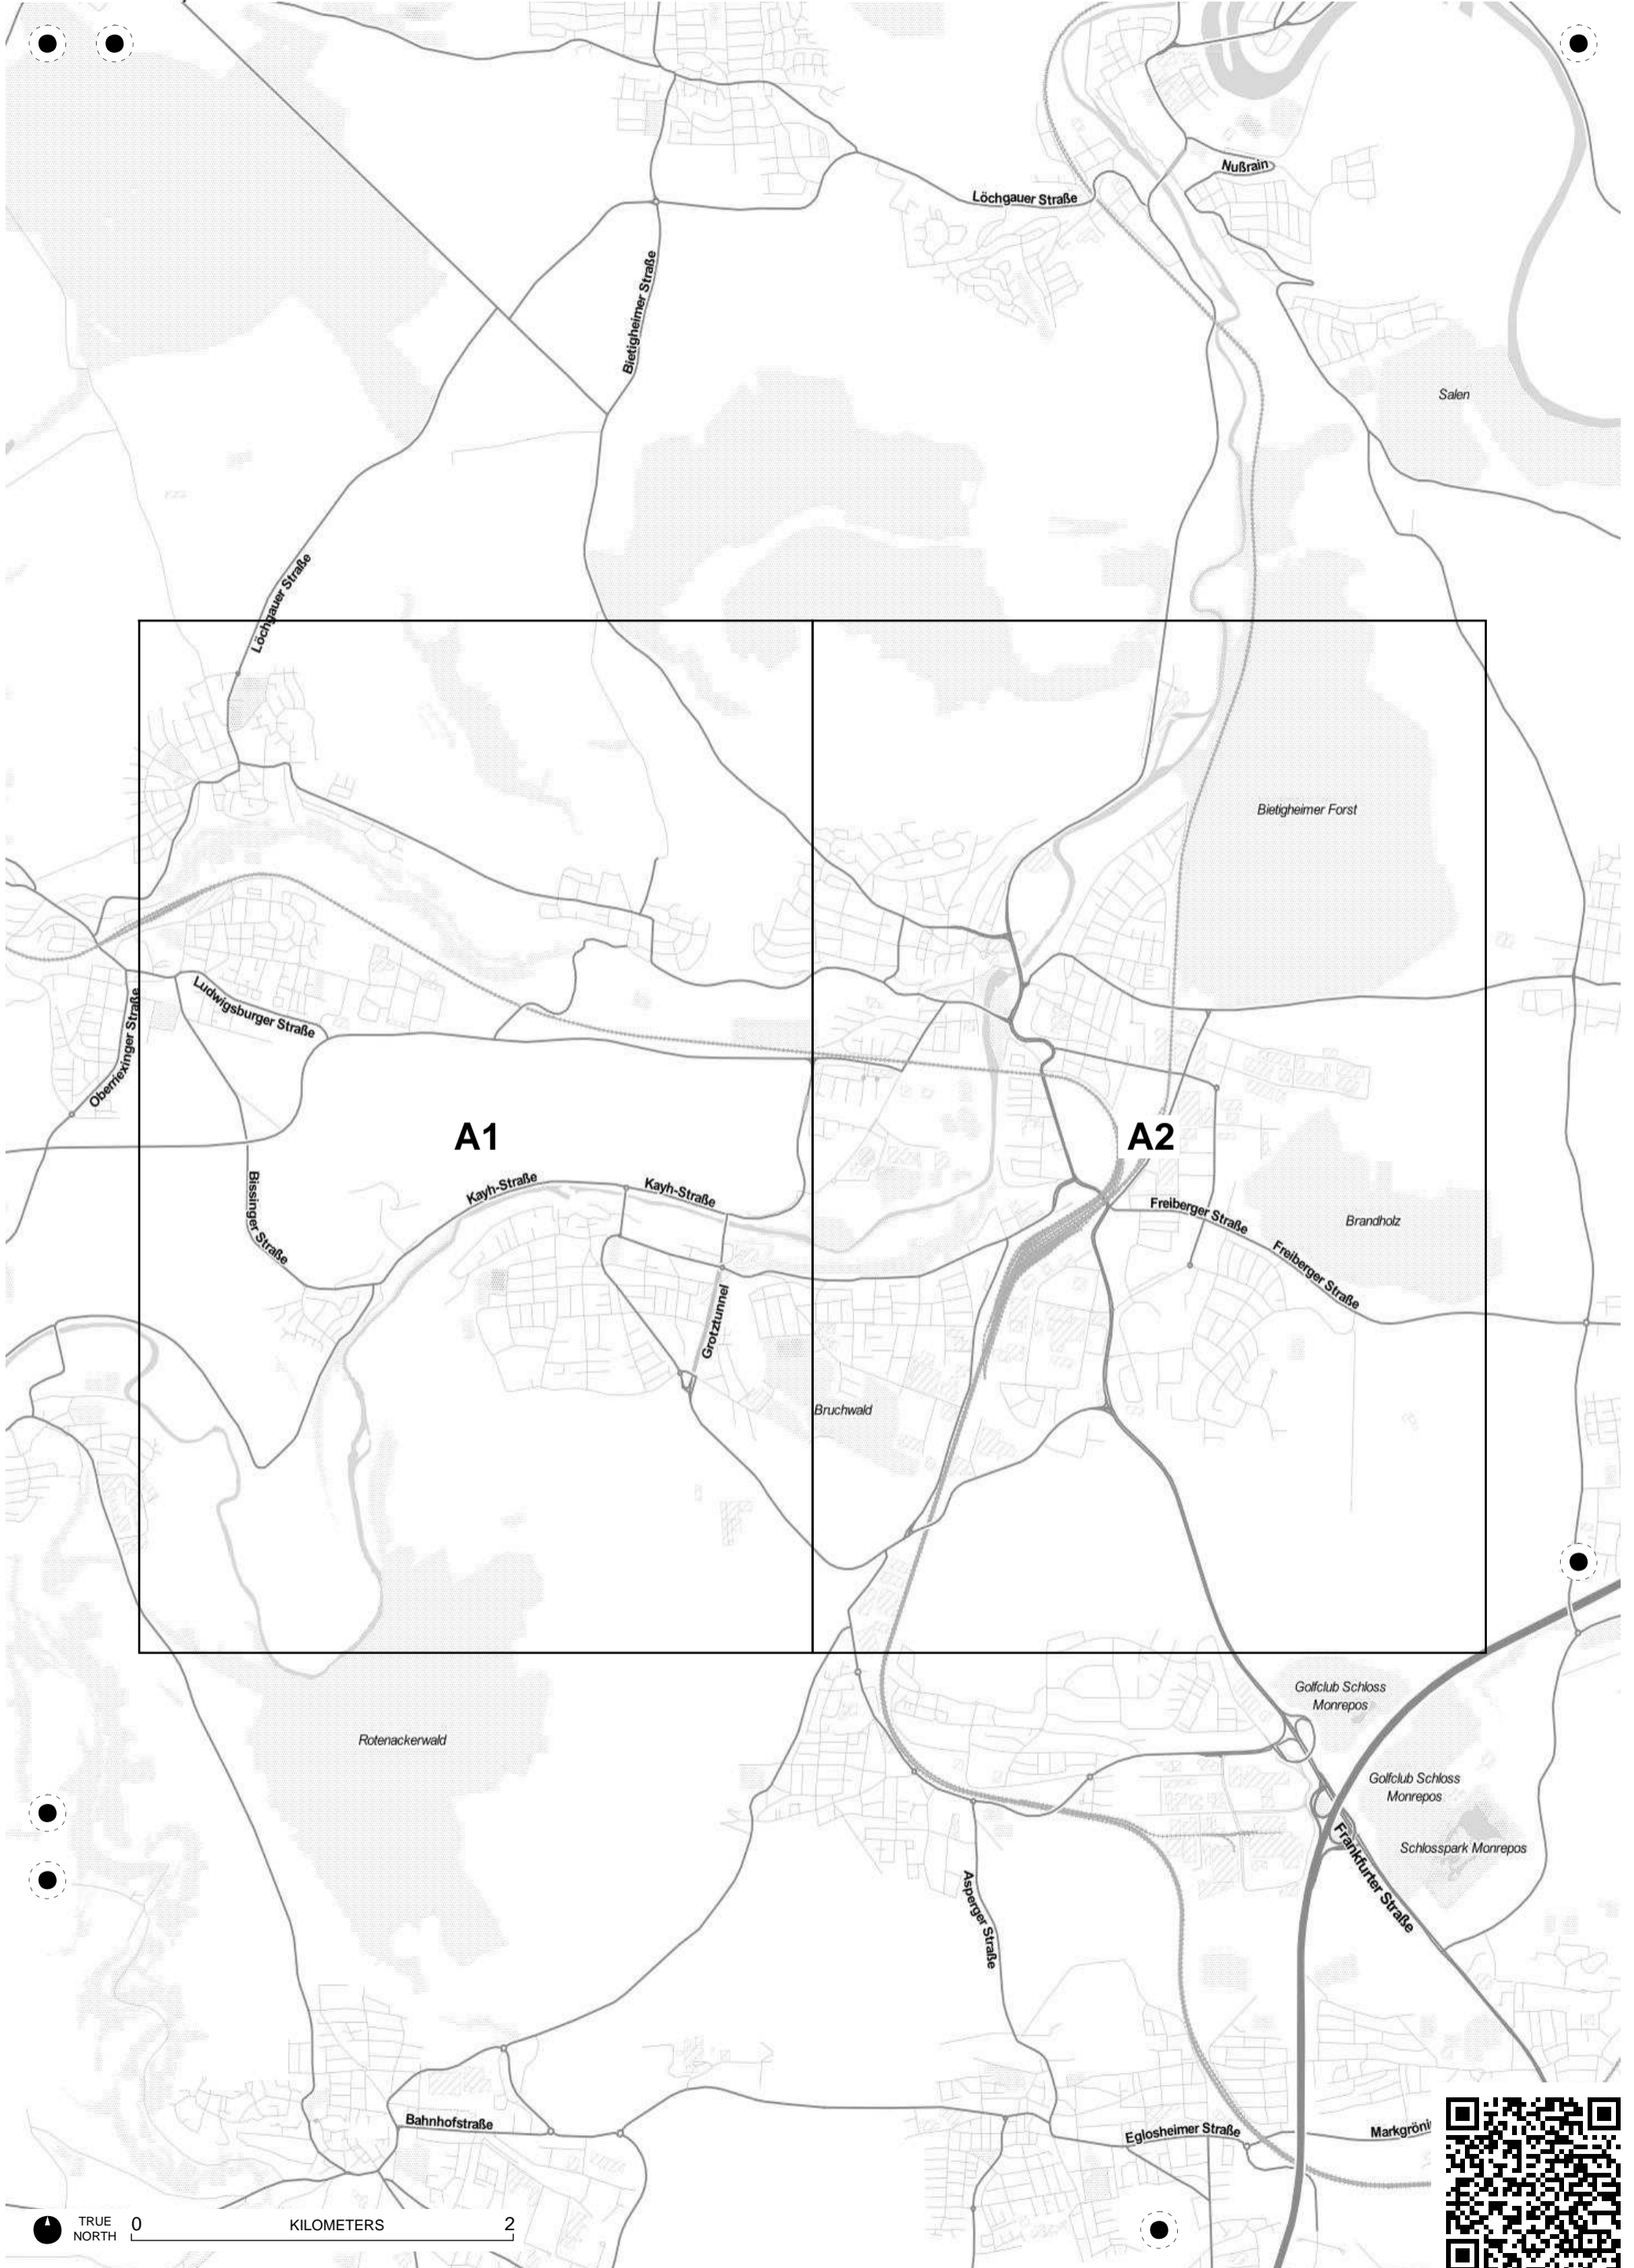 Nußrain
Löchgauer Straße
Bietigheimer Straße
Salen
Löchgauer Straße
Bietigheimer Forst
Ludwigsburger Straße
Oberriexinger Straße
A1
A2
Bissinger Straße
Kayh-Straße
Kayh-Straße
Freiberger Straße
Brandholz
Freiberger Straße
Grotztunnel
Bruchwald
Golfclub Schloss
Monrepos
Rotenackerwald
Golfclub Schloss
Monrepos
Frankfurter Straße
Schlosspark Monrepos
Asperger Straße
Bahnhofstraße
Eglosheimer Straße
Markgröni
TRUE
NORTH
0
KILOMETERS
2